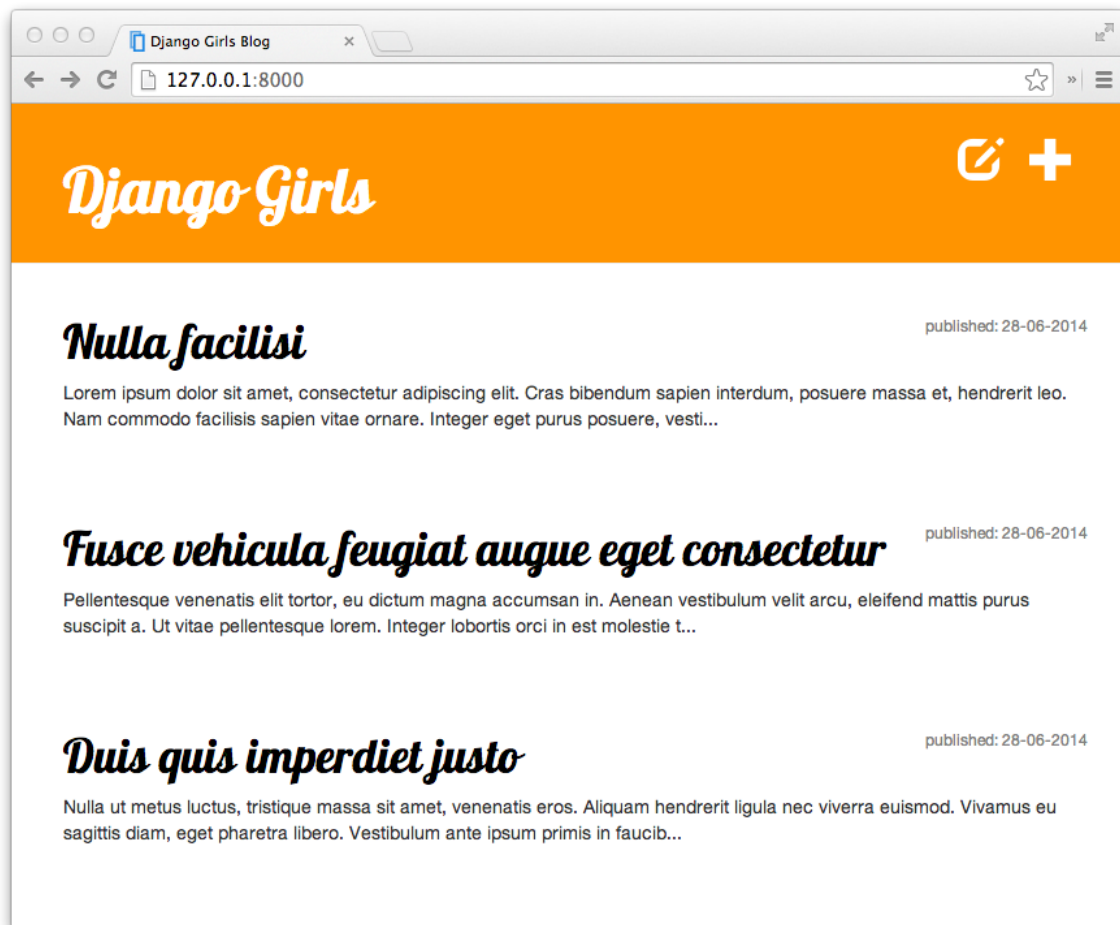 Django Girls Blog
127.0.0.1:8000
Django Girls
Nulla facilisi
published: 28-06-2014
Lorem ipsum dolor sit amet, consectetur adipiscing elit. Cras bibendum sapien interdum, posuere massa et, hendrerit leo.
Nam commodo facilisis sapien vitae ornare. Integer eget purus posuere, vesti...
Fusce vehicula feugiat augue eget consectetur
published: 28-06-2014
Pellentesque venenatis elit tortor, eu dictum magna accumsan in. Aenean vestibulum velit arcu, eleifend mattis purus
suscipit a. Ut vitae pellentesque lorem. Integer lobortis orci in est molestie t...
Duis quis imperdiet justo
published: 28-06-2014
Nulla ut metus luctus, tristique massa sit amet, venenatis eros. Aliquam hendrerit ligula nec viverra euismod. Vivamus eu
sagittis diam, eget pharetra libero. Vestibulum ante ipsum primis in faucib...